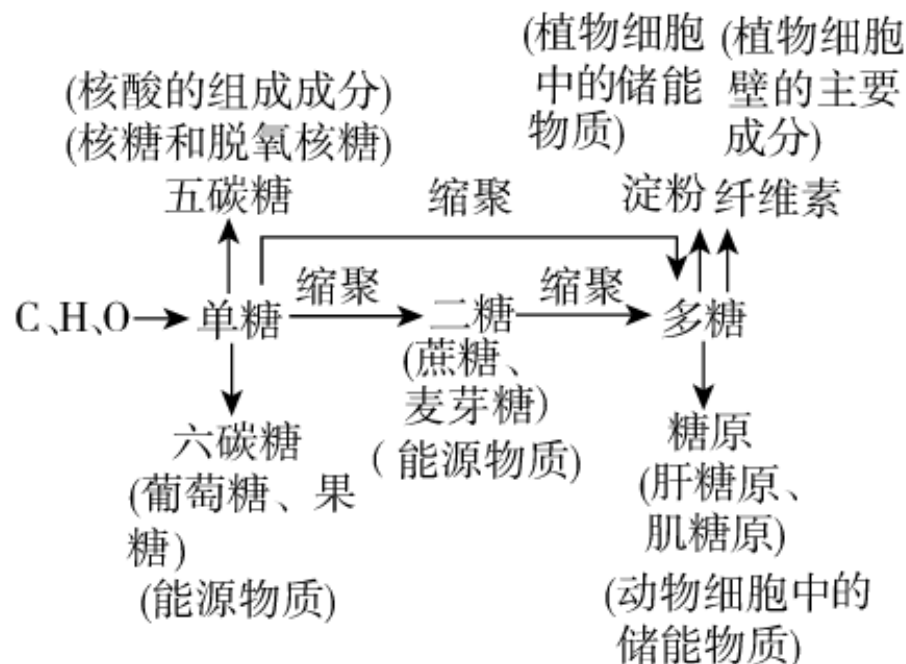 (植物细胞 (植物细胞
中的储能 壁的主要
物质) 成分)
(核酸的组成成分)
(核糖和脱氧核糖)
五碳糖 缩聚 淀粉 纤维素
C、H、O 单糖 缩聚 二糖 缩聚 多糖
(蔗糖、
麦芽糖)
(能源物质)
六碳糖
(葡萄糖、果
糖)
(能源物质)
糖原
(肝糖原、
肌糖原)
(动物细胞中的
储能物质)